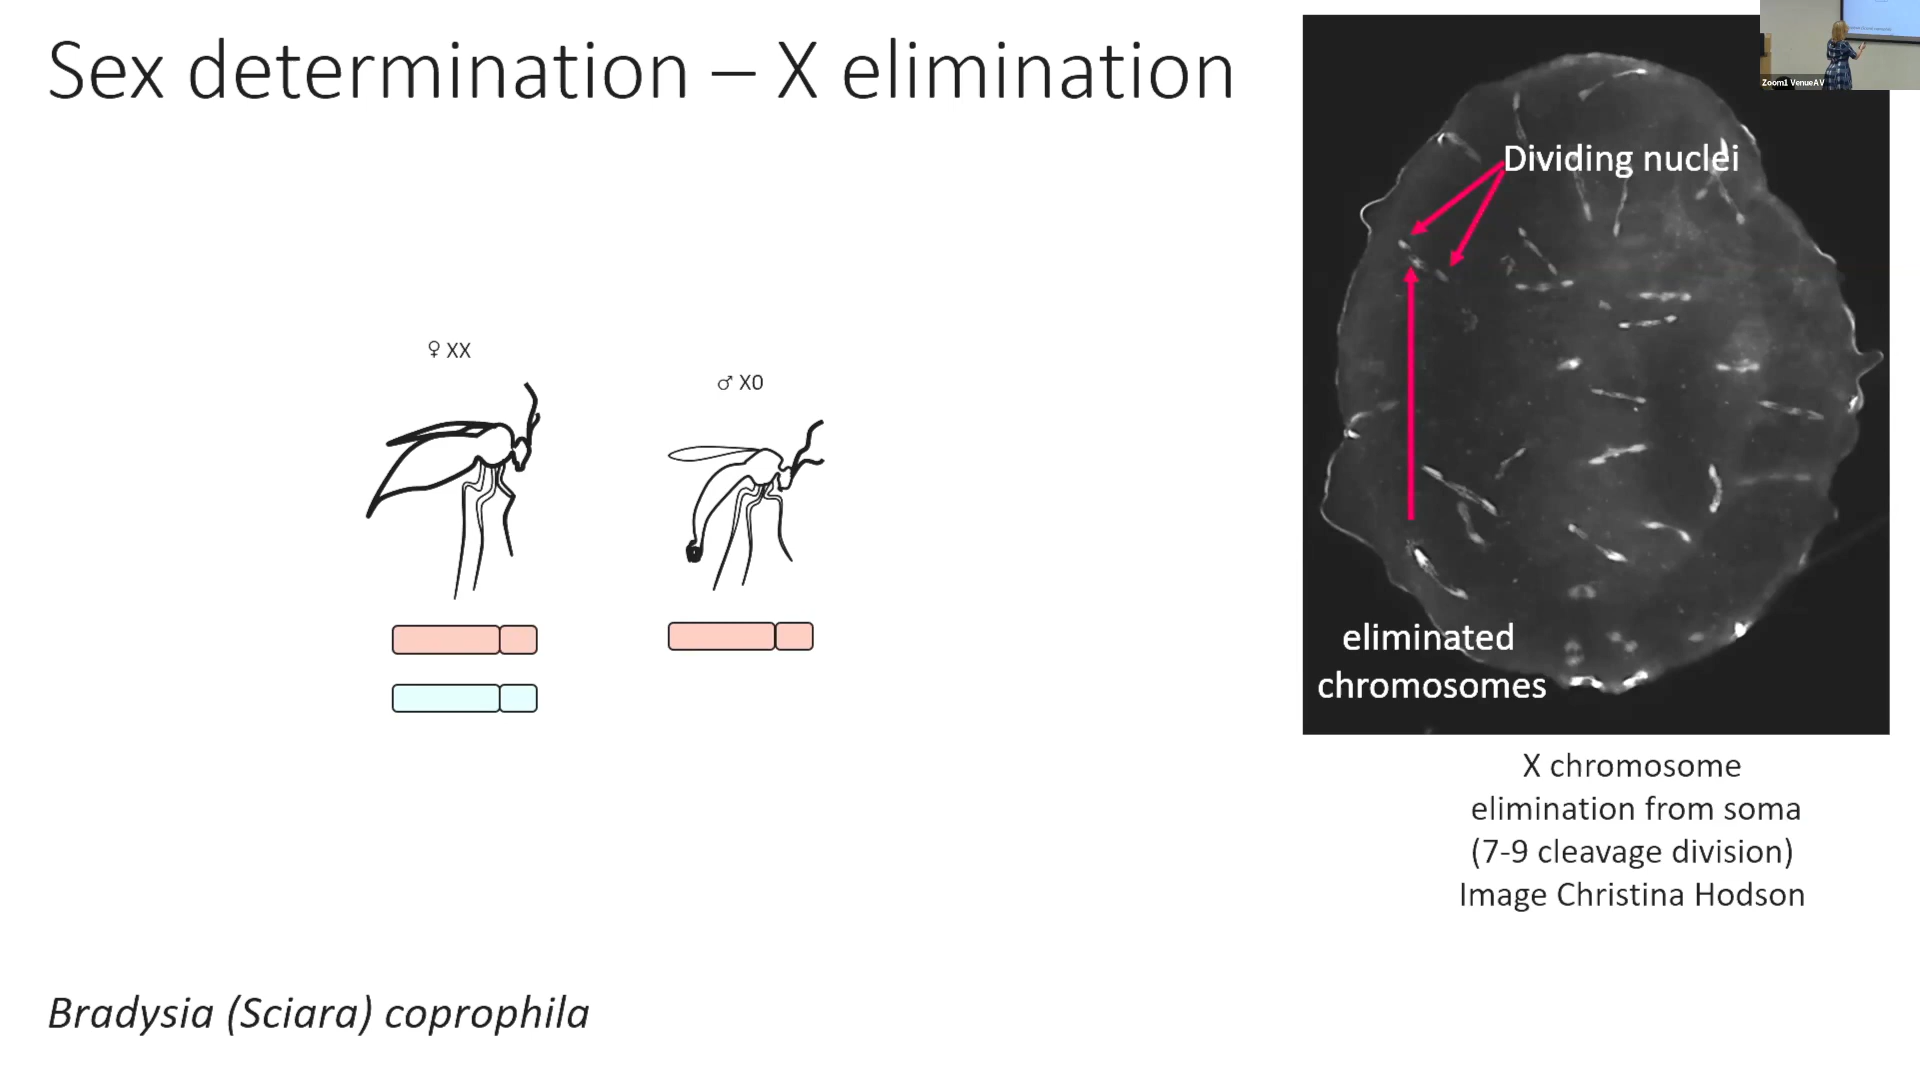 Sex determination – X elimination
Zoom1 VenueAV
Dividing nuclei
♀ XX
♂ X0
eliminated
chromosomes
X chromosome
elimination from soma
(7-9 cleavage division)
Image Christina Hodson
Bradysia (Sciara) coprophila